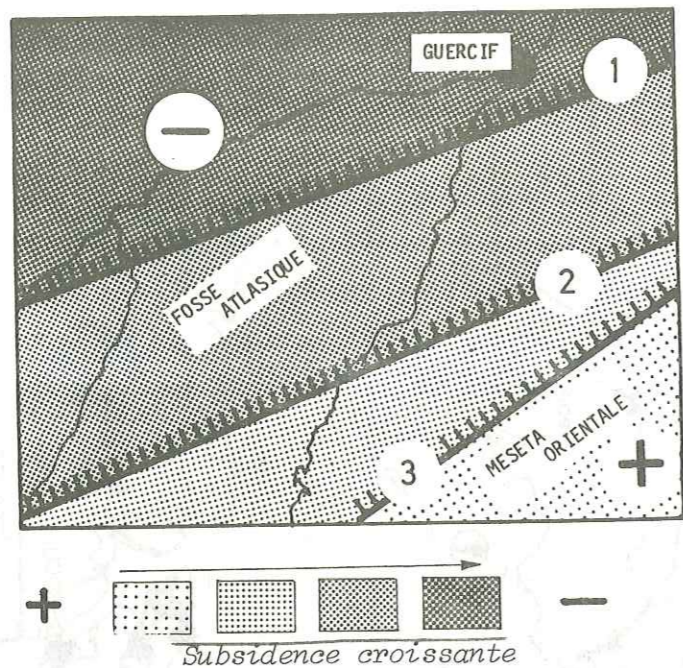 GUERCIF
1
−
FOSSE
ATLASIQUE
2
3
MESETA
ORIENTALE
+
+ −
Subsidence croissante